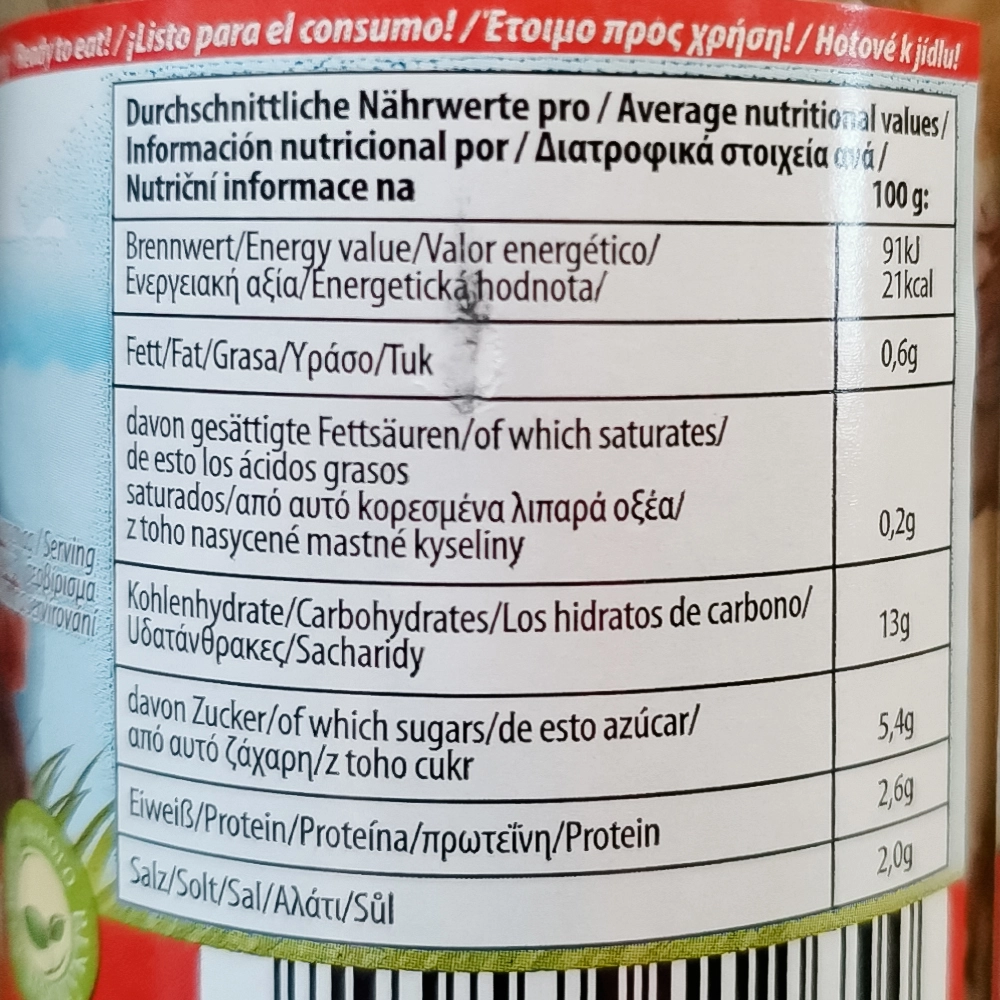 Ready to eat! / ¡Listo para el consumo! / Έτοιμο προς χρήση! / Hotové k jídlu!
Durchschnittliche Nährwerte pro / Average nutritional values /
Información nutricional por / Διατροφικά στοιχεία ανά /
Nutriční informace na 100 g:
Brennwert/Energy value/Valor energético/ 91kJ
Ενεργειακή αξία/Energetická hodnota/ 21kcal
Fett/Fat/Grasa/Υράσο/Tuk 0,6g
davon gesättigte Fettsäuren/of which saturates/
de esto los ácidos grasos
saturados/από αυτό κορεσμένα λιπαρά οξέα/
z toho nasycené mastné kyseliny 0,2g
Kohlenhydrate/Carbohydrates/Los hidratos de carbono/ 13g
Υδατάνθρακες/Sacharidy
davon Zucker/of which sugars/de esto azúcar/ 5,4g
από αυτό ζάχαρη/z toho cukr
Eiweiß/Protein/Proteína/πρωτεΐνη/Protein 2,6g
Salz/Solt/Sal/Αλάτι/Sůl 2,0g
/ Serving